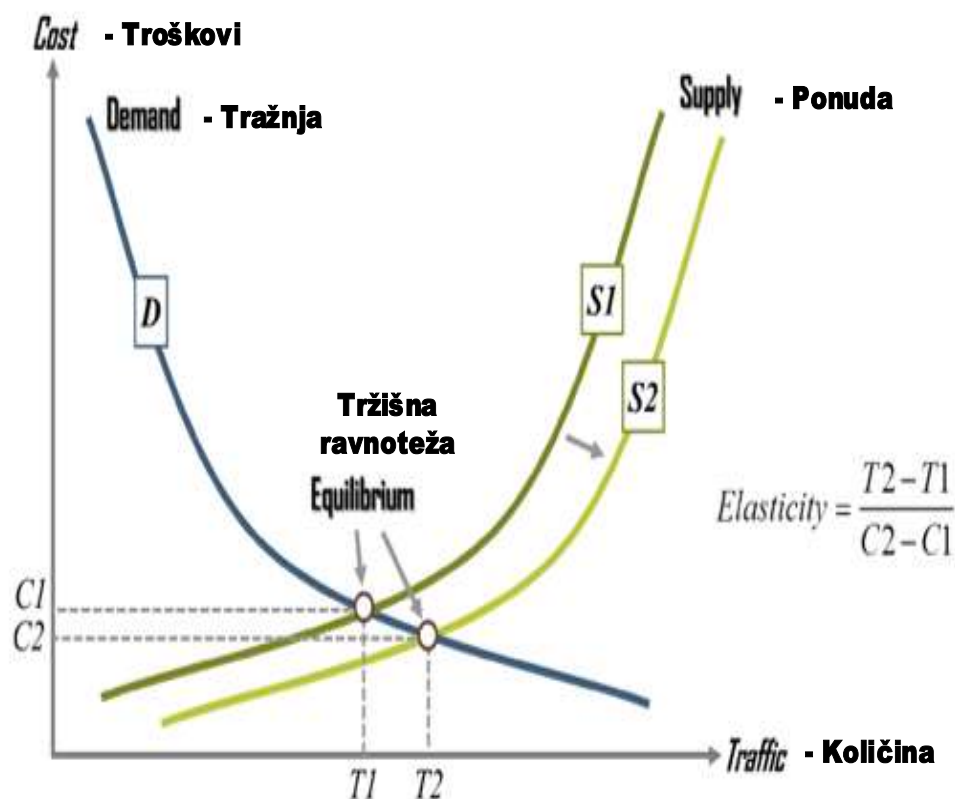 Cost - Troškovi
Demand - Tražnja
Supply - Ponuda
D
S1
S2
Tržišna
ravnoteža
Equilibrium
Elasticity = T2-T1
C2-C1
C1
C2
Traffic - Količina
T1 T2